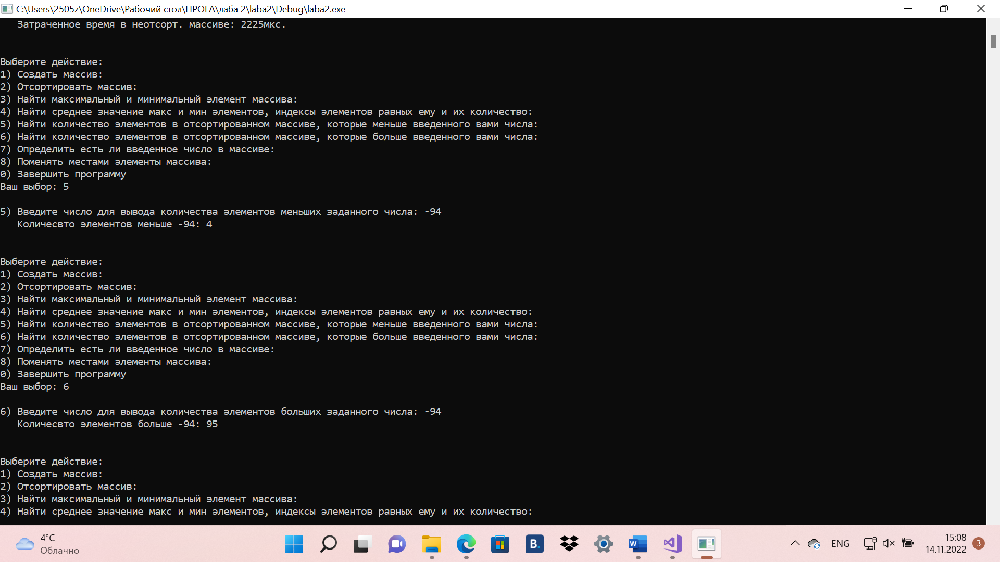 C:\Users\2505z\OneDrive\Рабочий стол\ПРОГА\лаба 2\laba2\Debug\laba2.exe
Затраченное время в неотсорт. массиве: 2225мкс.
Выберите действие:
1) Создать массив:
2) Отсортировать массив:
3) Найти максимальный и минимальный элемент массива:
4) Найти среднее значение макс и мин элементов, индексы элементов равных ему и их количество:
5) Найти количество элементов в отсортированном массиве, которые меньше введенного вами числа:
6) Найти количество элементов в отсортированном массиве, которые больше введенного вами числа:
7) Определить есть ли введенное число в массиве:
8) Поменять местами элементы массива:
0) Завершить программу
Ваш выбор: 5
5) Введите число для вывода количества элементов меньших заданного числа: -94
Количесвто элементов меньше -94: 4
Выберите действие:
1) Создать массив:
2) Отсортировать массив:
3) Найти максимальный и минимальный элемент массива:
4) Найти среднее значение макс и мин элементов, индексы элементов равных ему и их количество:
5) Найти количество элементов в отсортированном массиве, которые меньше введенного вами числа:
6) Найти количество элементов в отсортированном массиве, которые больше введенного вами числа:
7) Определить есть ли введенное число в массиве:
8) Поменять местами элементы массива:
0) Завершить программу
Ваш выбор: 6
6) Введите число для вывода количества элементов больших заданного числа: -94
Количесвто элементов больше -94: 95
Выберите действие:
1) Создать массив:
2) Отсортировать массив:
3) Найти максимальный и минимальный элемент массива:
4) Найти среднее значение макс и мин элементов, индексы элементов равных ему и их количество:
4°C
Облачно
B.
W
ENG
15:08
14.11.2022
3